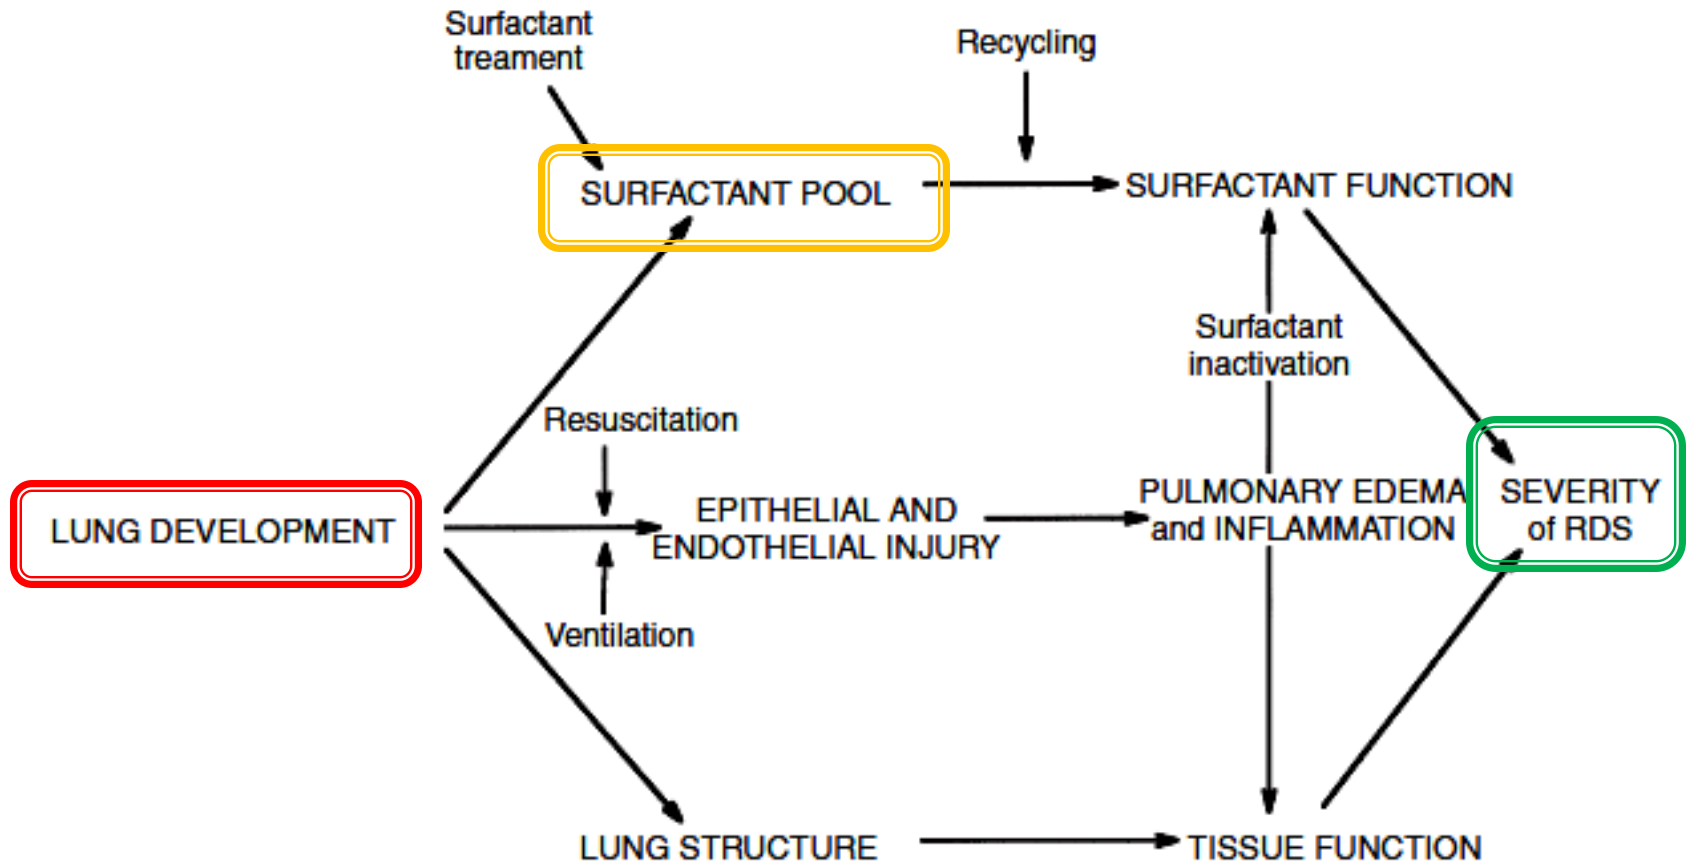 Surfactant
treament
Recycling
SURFACTANT POOL
SURFACTANT FUNCTION
Surfactant
inactivation
Resuscitation
LUNG DEVELOPMENT
EPITHELIAL AND
ENDOTHELIAL INJURY
PULMONARY EDEMA
and INFLAMMATION
SEVERITY
of RDS
Ventilation
LUNG STRUCTURE
TISSUE FUNCTION